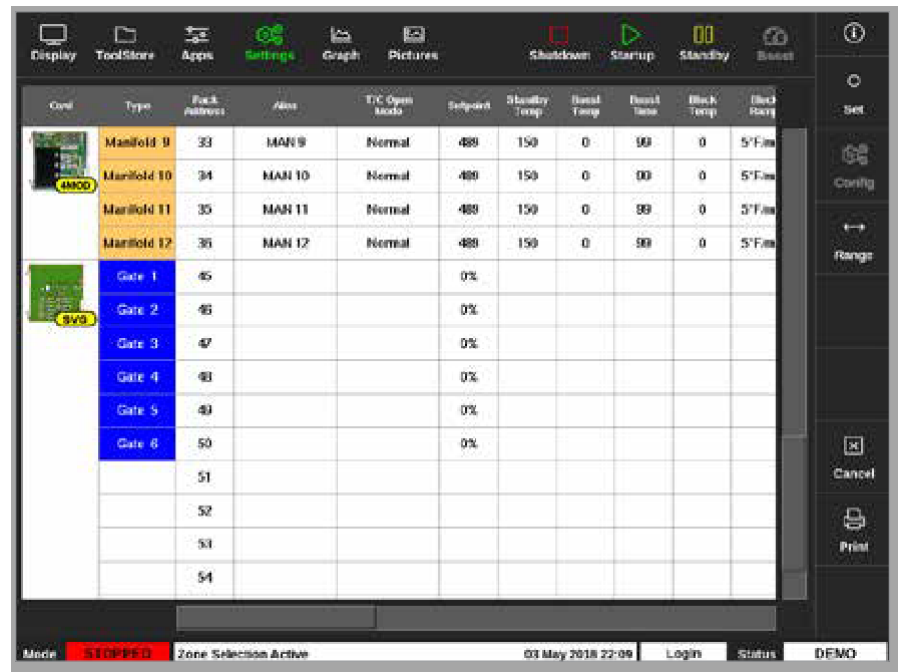 Display ToolStore Apps Settings Graph Pictures Shutdown Startup Standby Boost
Card Type Rack Address Alias T/C Open Mode Setpoint Standby Temp Boost Temp Boost Time Block Temp Block Ramp
Manifold 9 33 MAN 9 Normal 489 150 0 99 0 5°F/m
4MOD Manifold 10 34 MAN 10 Normal 489 150 0 99 0 5°F/m
Manifold 11 35 MAN 11 Normal 489 150 0 99 0 5°F/m
Manifold 12 36 MAN 12 Normal 489 150 0 99 0 5°F/m
Gate 1 45 0%
SVG Gate 2 46 0%
Gate 3 47 0%
Gate 4 48 0%
Gate 5 49 0%
Gate 6 50 0%
51
52
53
54
Set
Config
Range
Cancel
Print
Mode STOPPED Zone Selection Active 03 May 2018 22:09 Login Status DEMO